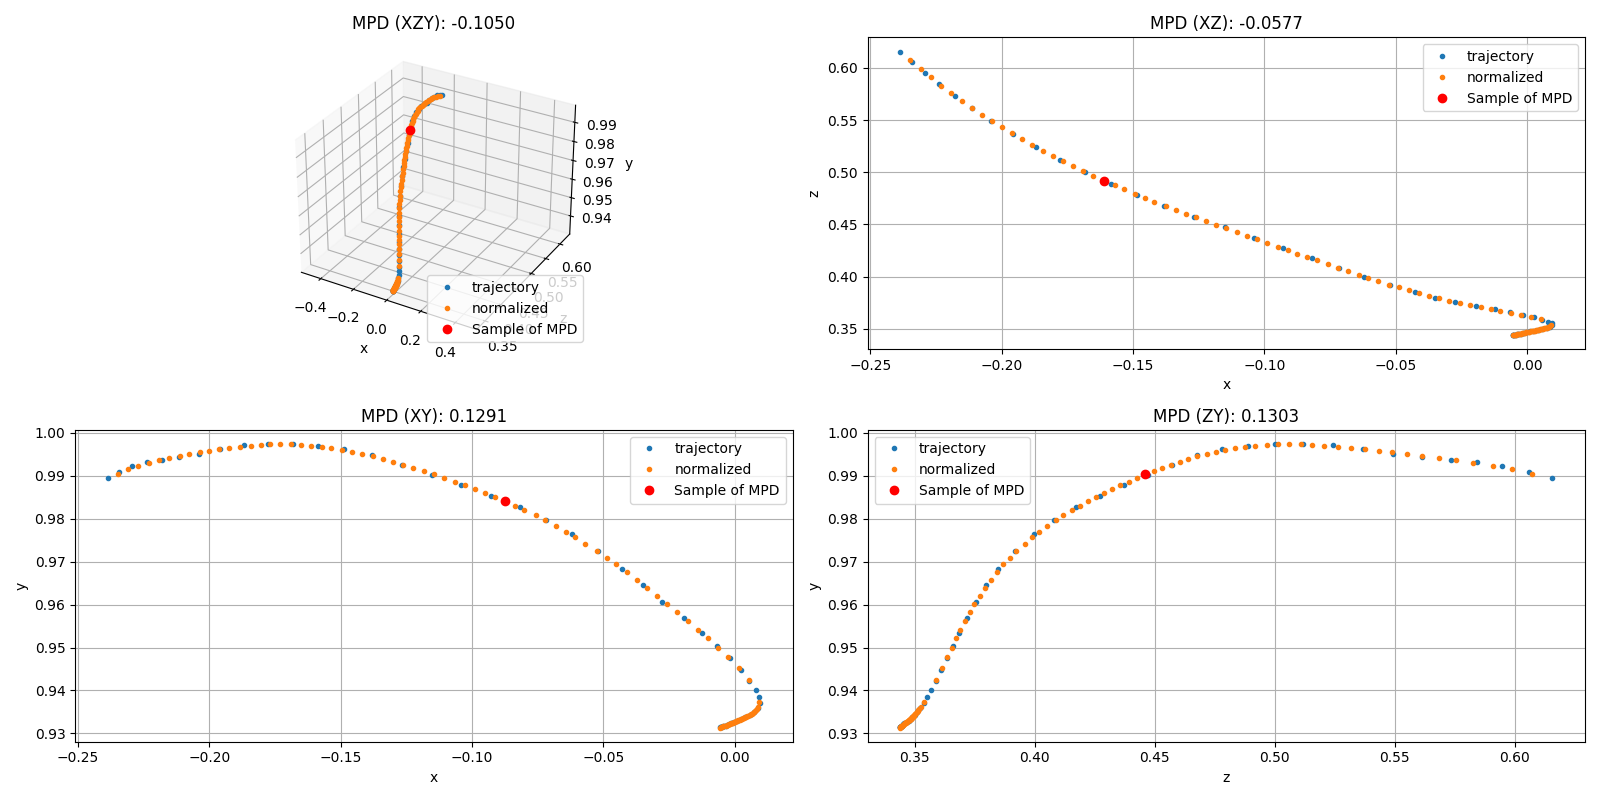 MPD (XZY): -0.1050
0.99
0.98
0.97
0.96
0.95
0.94
y
0.60
0.55
0.50
0.45
z
0.35
−0.4
−0.2
0.0
0.2
0.4
x
trajectory
normalized
Sample of MPD
MPD (XZ): -0.0577
trajectory
normalized
Sample of MPD
0.60
0.55
0.50
0.45
0.40
0.35
z
−0.25
−0.20
−0.15
−0.10
−0.05
0.00
x
MPD (XY): 0.1291
trajectory
normalized
Sample of MPD
1.00
0.99
0.98
0.97
0.96
0.95
0.94
0.93
y
−0.25
−0.20
−0.15
−0.10
−0.05
0.00
x
MPD (ZY): 0.1303
trajectory
normalized
Sample of MPD
1.00
0.99
0.98
0.97
0.96
0.95
0.94
0.93
y
0.35
0.40
0.45
0.50
0.55
0.60
z